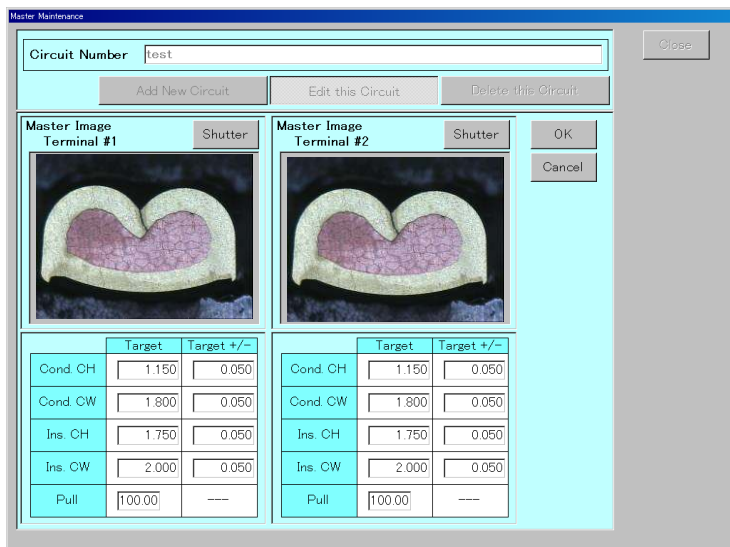 Master Maintenance
Circuit Number test
Close
Add New Circuit Edit this Circuit Delete this Circuit
Master Image
Terminal #1
Shutter
Master Image
Terminal #2
Shutter
OK
Cancel
Target Target +/-
Cond. CH 1.150 0.050
Cond. CW 1.800 0.050
Ins. CH 1.750 0.050
Ins. CW 2.000 0.050
Pull 100.00 ---
Target Target +/-
Cond. CH 1.150 0.050
Cond. CW 1.800 0.050
Ins. CH 1.750 0.050
Ins. CW 2.000 0.050
Pull 100.00 ---